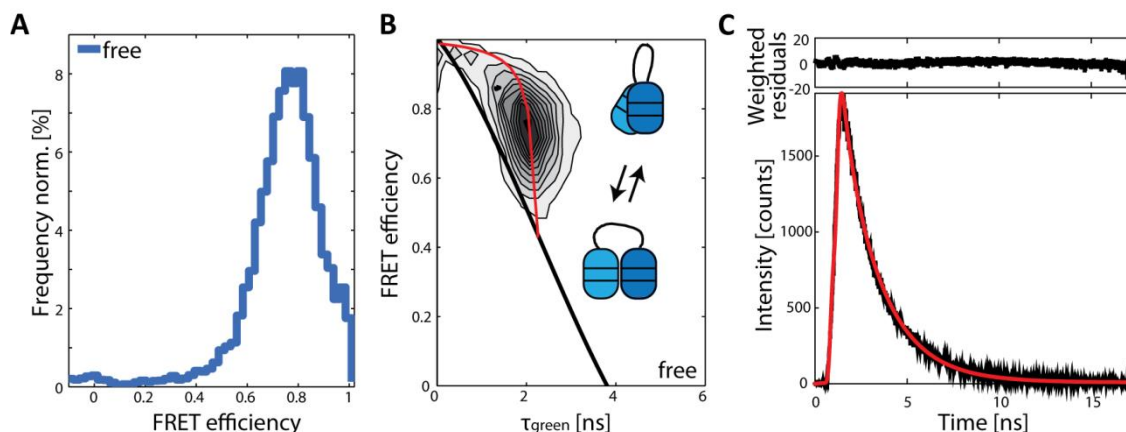 A
free
Frequency norm. [%]
8
6
4
2
0
0
0.2
0.4
0.6
0.8
1
FRET efficiency
B
FRET efficiency
0.8
0.6
0.4
0.2
0
0
2
4
6
free
τgreen [ns]
C
Weighted
residuals
20
0
-20
Intensity [counts]
1500
1000
500
0
0
5
10
15
Time [ns]